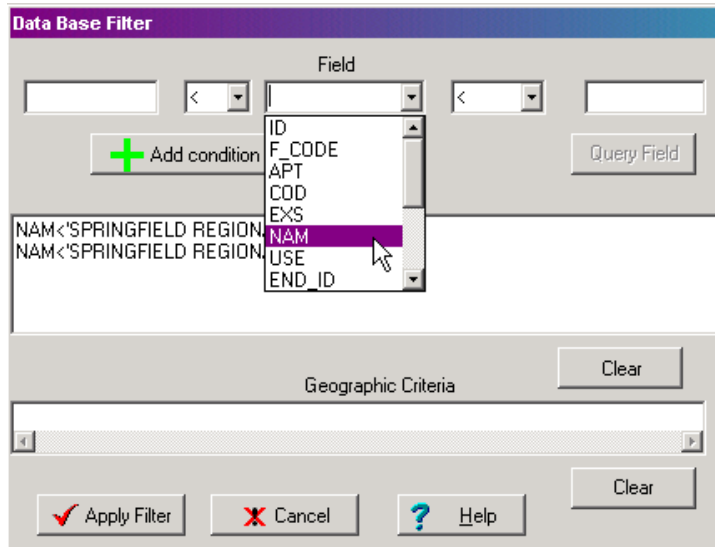 Data Base Filter
Field
< <
ID
F_CODE
APT
COD
EXS
NAM
USE
END_ID
Add condition
Query Field
NAM<'SPRINGFIELD REGION
NAM<'SPRINGFIELD REGION
Clear
Geographic Criteria
Clear
Apply Filter Cancel ? Help